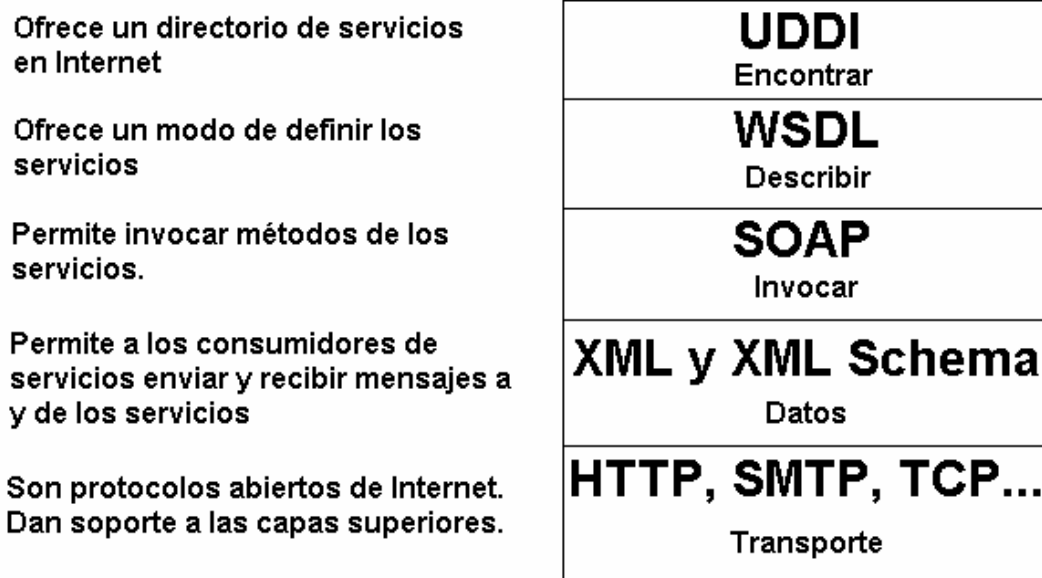 Ofrece un directorio de servicios
en Internet
UDDI
Encontrar
Ofrece un modo de definir los
servicios
WSDL
Describir
Permite invocar métodos de los
servicios.
SOAP
Invocar
Permite a los consumidores de
servicios enviar y recibir mensajes a
y de los servicios
XML y XML Schema
Datos
Son protocolos abiertos de Internet.
Dan soporte a las capas superiores.
HTTP, SMTP, TCP...
Transporte